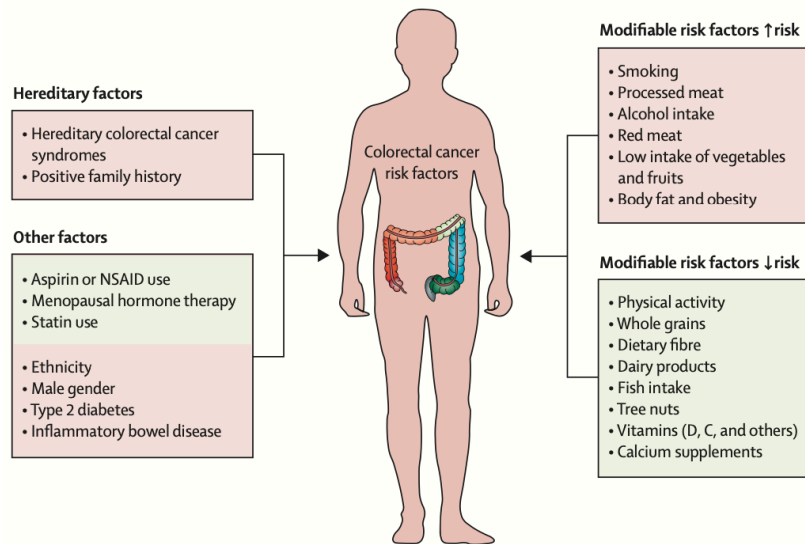 Hereditary factors
• Hereditary colorectal cancer
syndromes
• Positive family history
Other factors
• Aspirin or NSAID use
• Menopausal hormone therapy
• Statin use
• Ethnicity
• Male gender
• Type 2 diabetes
• Inflammatory bowel disease
Colorectal cancer
risk factors
Modifiable risk factors ↑risk
• Smoking
• Processed meat
• Alcohol intake
• Red meat
• Low intake of vegetables
and fruits
• Body fat and obesity
Modifiable risk factors ↓risk
• Physical activity
• Whole grains
• Dietary fibre
• Dairy products
• Fish intake
• Tree nuts
• Vitamins (D, C, and others)
• Calcium supplements